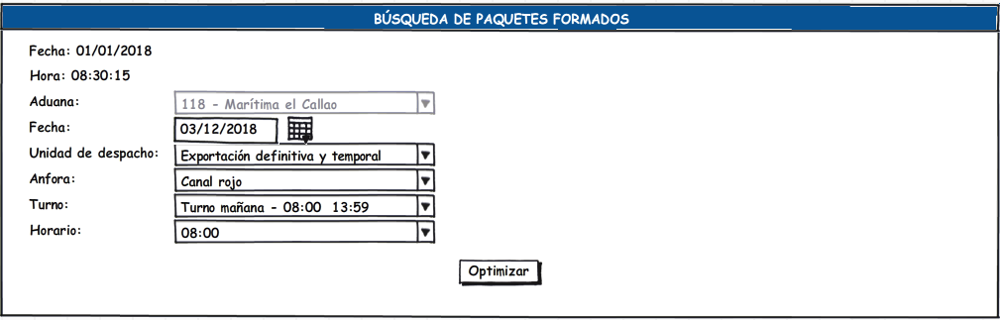 BÚSQUEDA DE PAQUETES FORMADOS
Fecha: 01/01/2018
Hora: 08:30:15
Aduana: 118 - Marítima el Callao
Fecha: 03/12/2018
Unidad de despacho: Exportación definitiva y temporal
Anfora: Canal rojo
Turno: Turno mañana - 08:00 13:59
Horario: 08:00
Optimizar